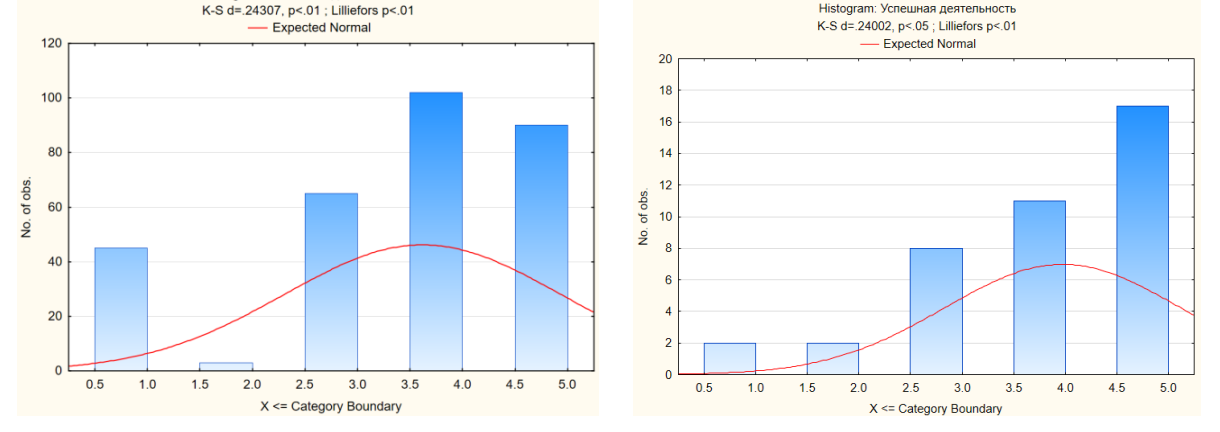 K-S d=.24307, p<.01 ; Lilliefors p<.01
Expected Normal
120
100
80
60
40
20
0
No. of obs.
0.5 1.0 1.5 2.0 2.5 3.0 3.5 4.0 4.5 5.0
X <= Category Boundary
Histogram: Успешная деятельность
K-S d=.24002, p<.05 ; Lilliefors p<.01
Expected Normal
20
18
16
14
12
10
8
6
4
2
0
No. of obs.
0.5 1.0 1.5 2.0 2.5 3.0 3.5 4.0 4.5 5.0
X <= Category Boundary